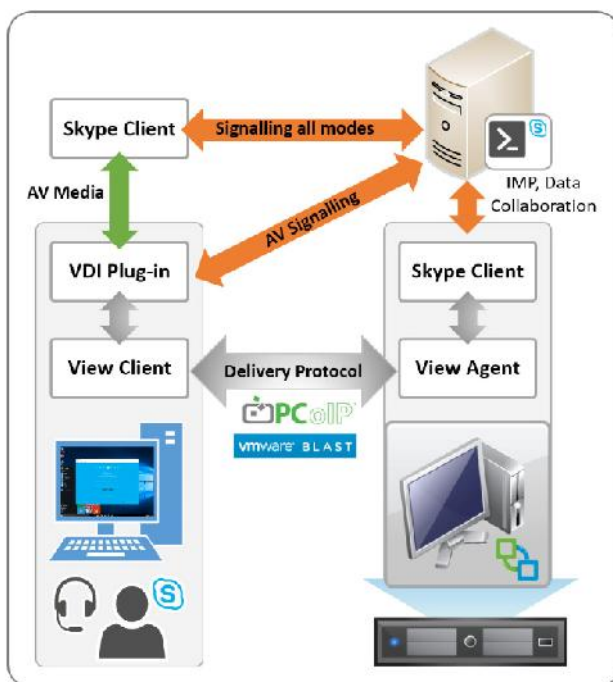 Skype Client
Signalling all modes
AV Media
IMP, Data
Collaboration
AV Signalling
VDI Plug-in
Skype Client
View Client
Delivery Protocol
View Agent
PCoIP
vmware BLAST
S
S